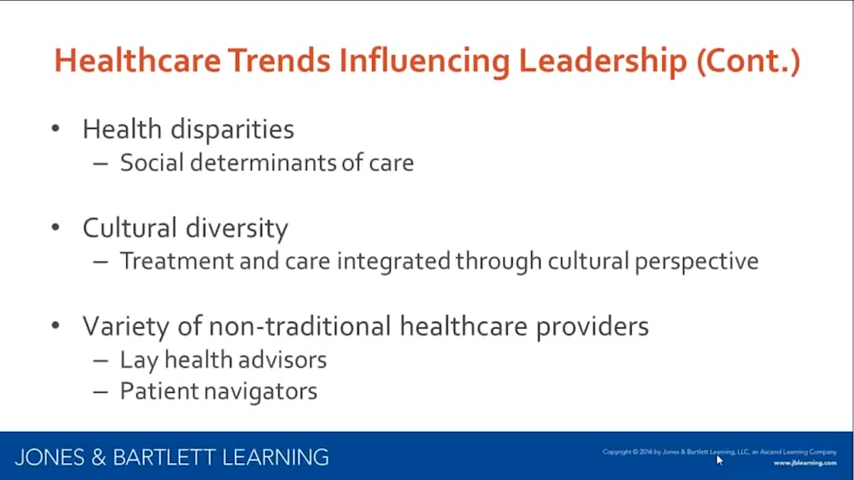 Healthcare Trends Influencing Leadership (Cont.)
• Health disparities
– Social determinants of care
• Cultural diversity
– Treatment and care integrated through cultural perspective
• Variety of non-traditional healthcare providers
– Lay health advisors
– Patient navigators
JONES & BARTLETT LEARNING
Copyright © 2016 by Jones & Bartlett Learning, LLC, an Ascend Learning Company
www.jblearning.com